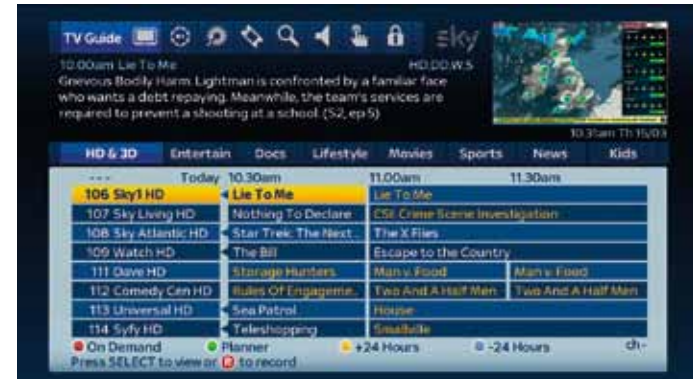 TV Guide
sky
10.00am Lie To Me HD,DD,W,S
Grievous Bodily Harm. Lightman is confronted by a familiar face
who wants a debt repaying. Meanwhile, the team's services are
required to prevent a shooting at a school. (S2, ep 5)
10.31am Th 15/03
HD & 3D Entertain Docs Lifestyle Movies Sports News Kids
--- Today 10.30am 11.00am 11.30am
106 Sky1 HD Lie To Me Lie To Me
107 Sky Living HD Nothing To Declare CSI: Crime Scene Investigation
108 Sky Atlantic HD Star Trek: The Next... The X Files
109 Watch HD The Bill Escape to the Country
111 Dave HD Storage Hunters Man v. Food Man v. Food
112 Comedy Cen HD Rules Of Engageme... Two And A Half Men Two And A Half Men
113 Universal HD Sea Patrol House
114 Syfy HD Teleshopping Smallville
On Demand Planner +24 Hours -24 Hours ch-
Press SELECT to view or R to record